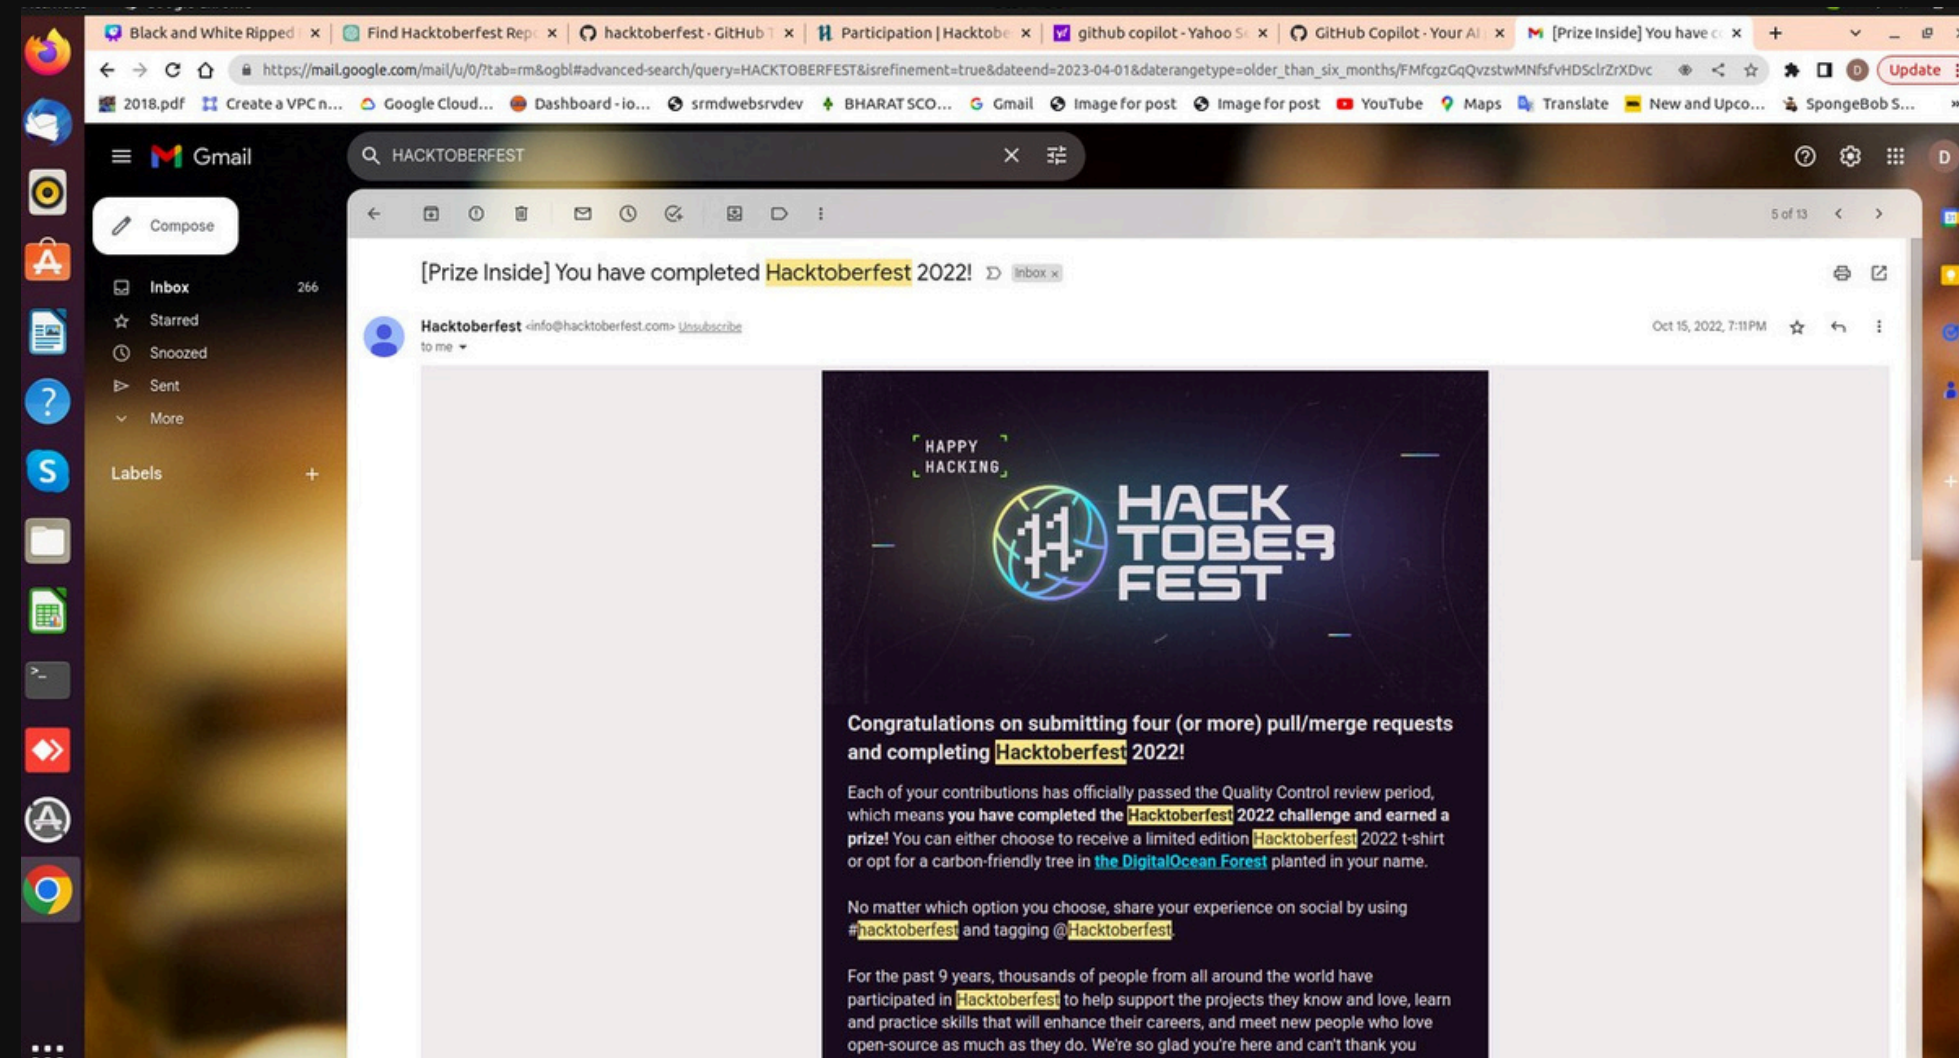 Black and White Ripped
Find Hacktoberfest Repo
hacktoberfest · GitHub T
Participation | Hacktobe
github copilot - Yahoo S
GitHub Copilot · Your AI
[Prize Inside] You have c
https://mail.google.com/mail/u/0/?tab=rm&ogbl#advanced-search/query=HACKTOBERFEST&isrefinement=true&dateend=2023-04-01&daterangetype=older_than_six_months/FMfcgzGqQvzstwMNfsfvHDSclrZrXDvc
D
Update
2018.pdf
Create a VPC n...
Google Cloud...
Dashboard - io...
srmdwebsrvdev
BHARAT SCO...
Gmail
Image for post
Image for post
YouTube
Maps
Translate
New and Upco...
SpongeBob S...
Gmail
HACKTOBERFEST
D
Compose
5 of 13
Inbox 266
Starred
Snoozed
Sent
More
Labels
[Prize Inside] You have completed Hacktoberfest 2022!
Inbox x
Hacktoberfest <info@hacktoberfest.com> Unsubscribe
Oct 15, 2022, 7:11 PM
to me
HAPPY
HACKING
HACK
TOBER
FEST
Congratulations on submitting four (or more) pull/merge requests
and completing Hacktoberfest 2022!
Each of your contributions has officially passed the Quality Control review period,
which means you have completed the Hacktoberfest 2022 challenge and earned a
prize! You can either choose to receive a limited edition Hacktoberfest 2022 t-shirt
or opt for a carbon-friendly tree in the DigitalOcean Forest planted in your name.
No matter which option you choose, share your experience on social by using
#hacktoberfest and tagging @Hacktoberfest.
For the past 9 years, thousands of people from all around the world have
participated in Hacktoberfest to help support the projects they know and love, learn
and practice skills that will enhance their careers, and meet new people who love
open-source as much as they do. We're so glad you're here and can't thank you